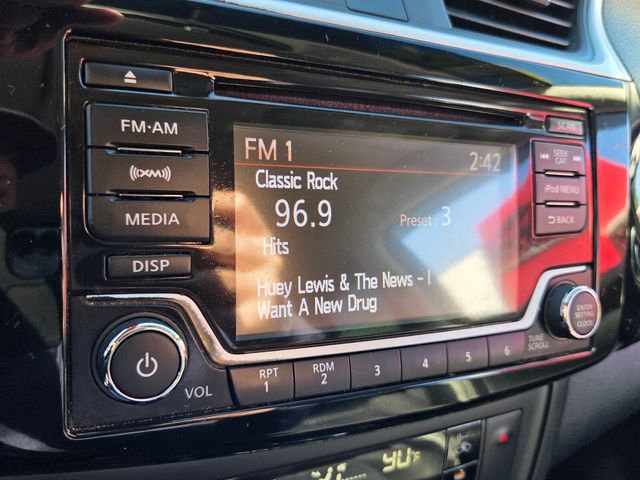 FM·AM
XM
MEDIA
DISP
FM 1
2:42
Classic Rock
96.9
Preset : 3
Hits
Huey Lewis & The News - I
Want A New Drug
SCAN
SEEK
CAT
iPod MENU
BACK
ENTER
SETTING
CLOCK
TUNE
SCROLL
VOL
RPT
1
RDM
2
3
4
5
6